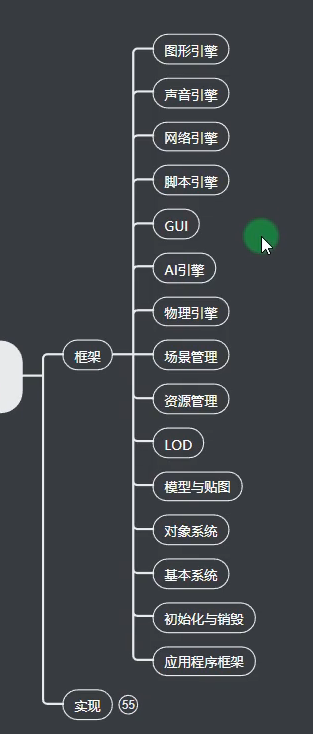 图形引擎
声音引擎
网络引擎
脚本引擎
GUI
AI引擎
物理引擎
框架
场景管理
资源管理
LOD
模型与贴图
对象系统
基本系统
初始化与销毁
应用程序框架
实现 55